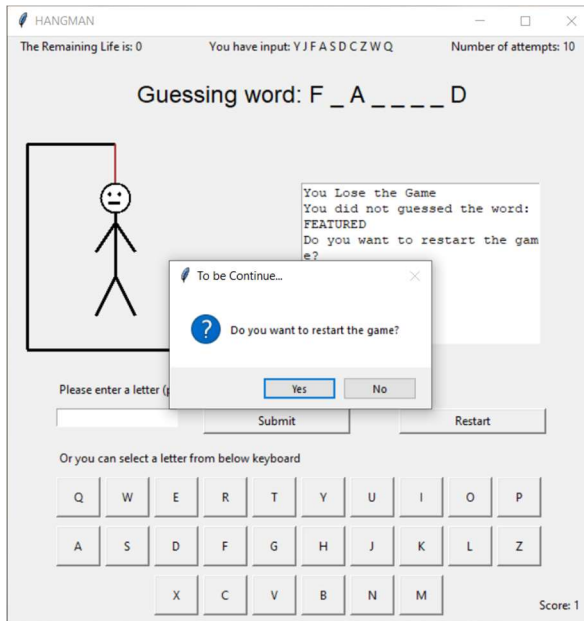 HANGMAN
The Remaining Life is: 0 You have input: Y J F A S D C Z W Q Number of attempts: 10
Guessing word: F _ A _ _ _ _ D
You Lose the Game
You did not guessed the word:
FEATURED
Do you want to restart the gam
e?
To be Continue...
? Do you want to restart the game?
Yes No
Please enter a letter (
Submit Restart
Or you can select a letter from below keyboard
Q W E R T Y U I O P
A S D F G H J K L Z
X C V B N M
Score: 1